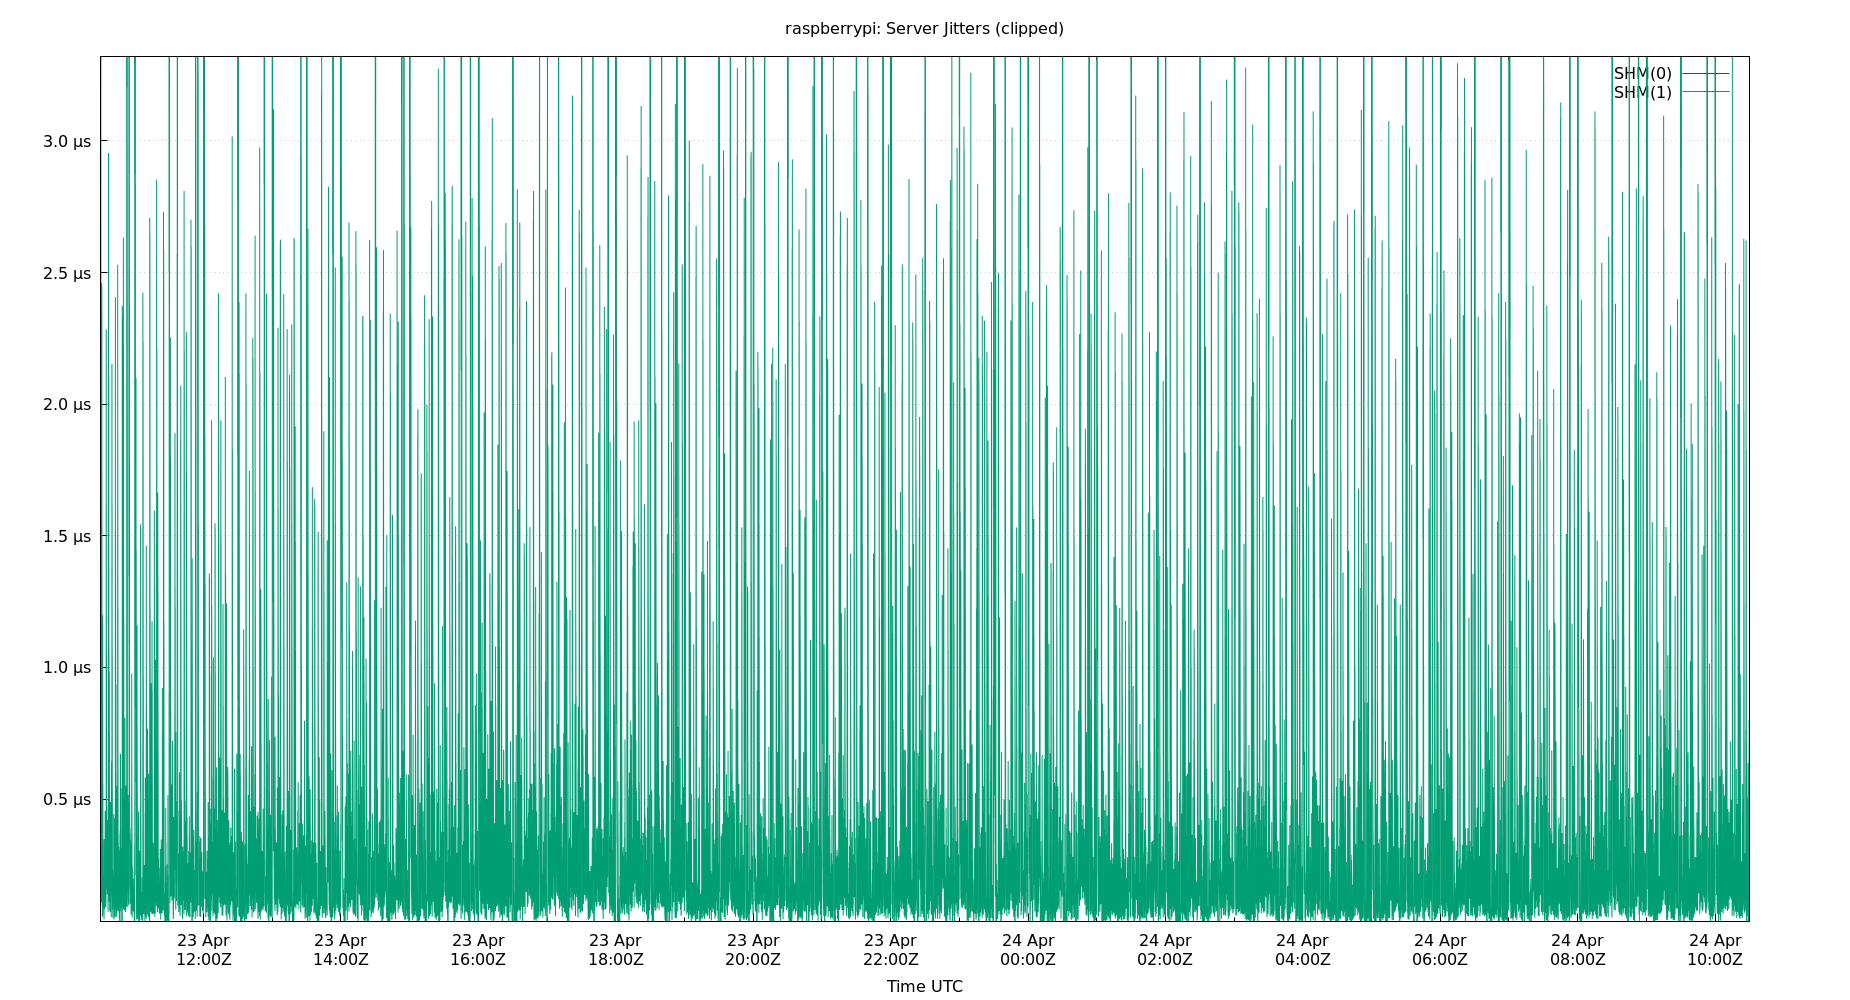 raspberrypi: Server Jitters (clipped)
SHM(0)
SHM(1)
3.0 µs
2.5 µs
2.0 µs
1.5 µs
1.0 µs
0.5 µs
23 Apr 23 Apr 23 Apr 23 Apr 23 Apr 23 Apr 24 Apr 24 Apr 24 Apr 24 Apr 24 Apr 24 Apr
12:00Z 14:00Z 16:00Z 18:00Z 20:00Z 22:00Z 00:00Z 02:00Z 04:00Z 06:00Z 08:00Z 10:00Z
Time UTC